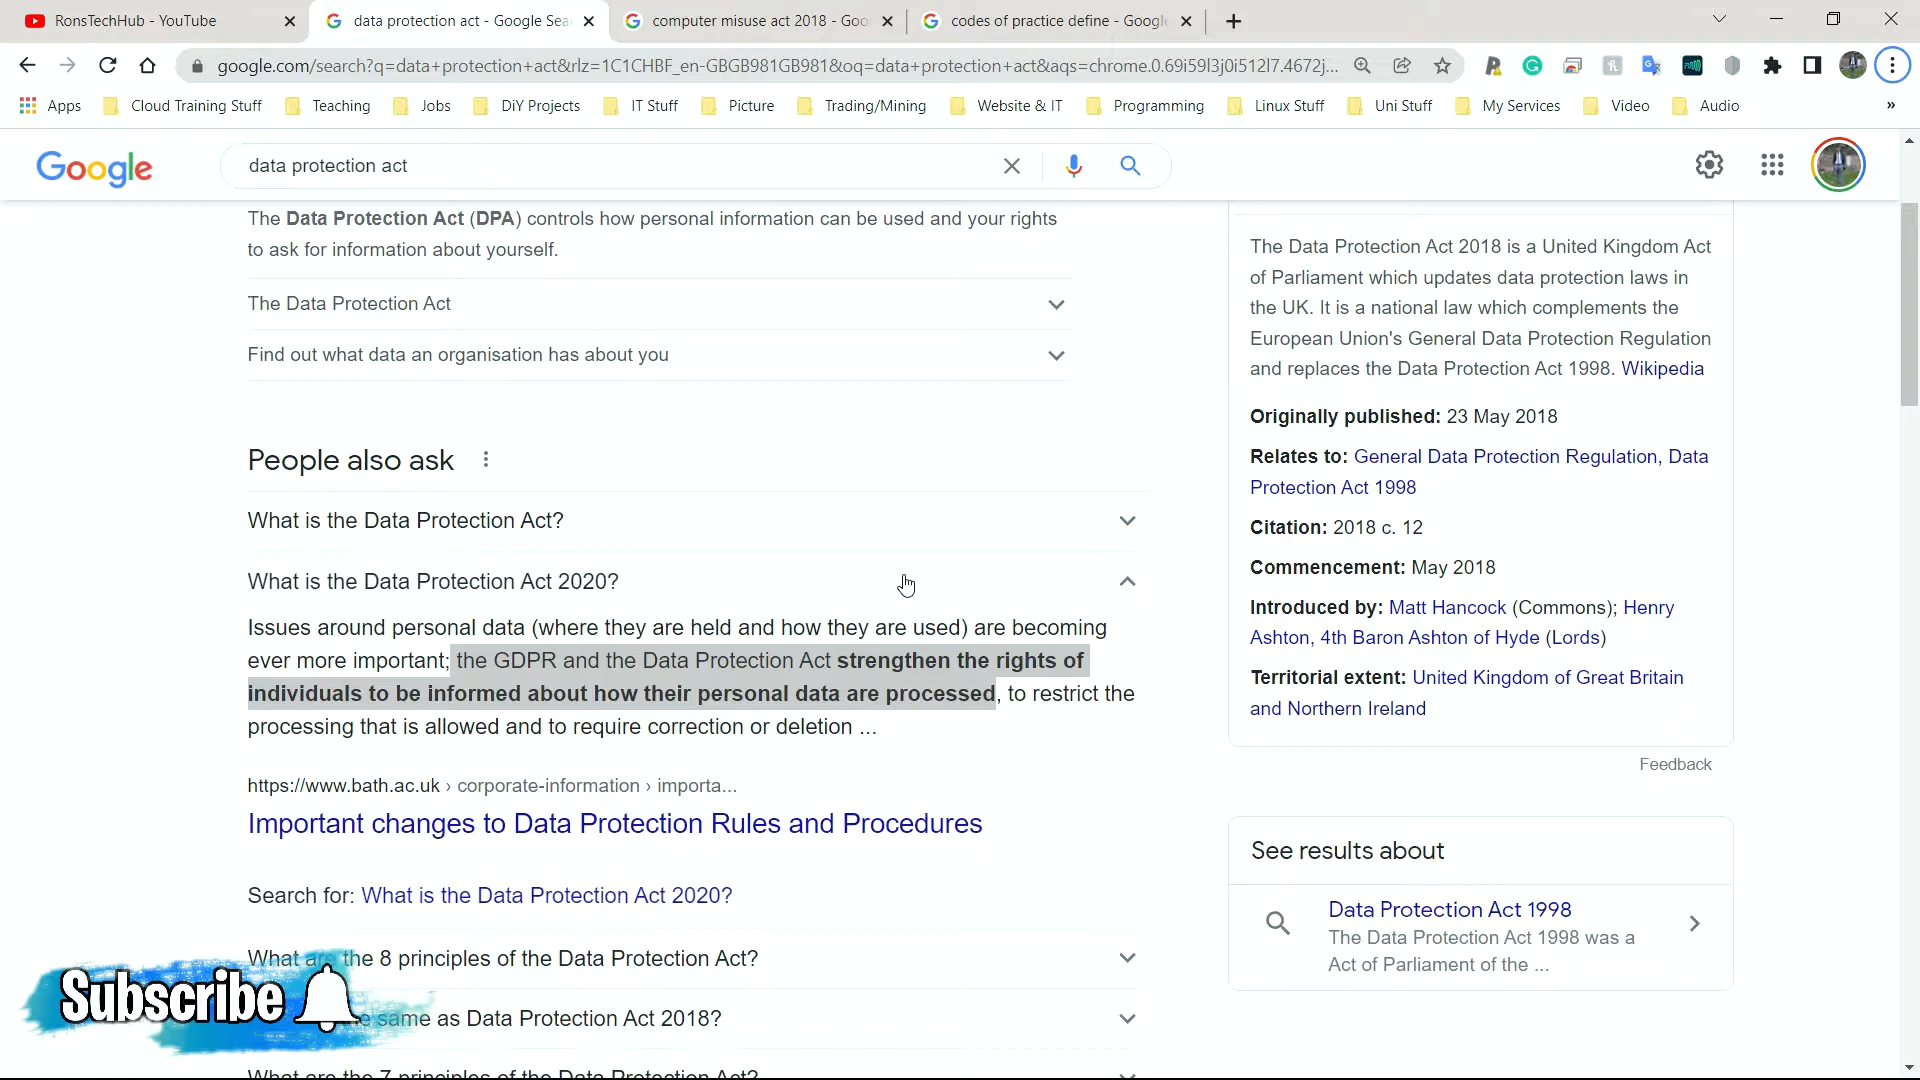 RonsTechHub - YouTube
data protection act - Google Sea
computer misuse act 2018 - Goo
codes of practice define - Google
google.com/search?q=data+protection+act&rlz=1C1CHBF_en-GBGB981GB981&oq=data+protection+act&aqs=chrome.0.69i59l3j0i512l7.4672j...
Apps
Cloud Training Stuff
Teaching
Jobs
DiY Projects
IT Stuff
Picture
Trading/Mining
Website & IT
Programming
Linux Stuff
Uni Stuff
My Services
Video
Audio
»
Google
data protection act
The Data Protection Act (DPA) controls how personal information can be used and your rights
to ask for information about yourself.
The Data Protection Act
Find out what data an organisation has about you
People also ask
What is the Data Protection Act?
What is the Data Protection Act 2020?
Issues around personal data (where they are held and how they are used) are becoming
ever more important; the GDPR and the Data Protection Act strengthen the rights of
individuals to be informed about how their personal data are processed, to restrict the
processing that is allowed and to require correction or deletion ...
https://www.bath.ac.uk › corporate-information › importa...
Important changes to Data Protection Rules and Procedures
Search for: What is the Data Protection Act 2020?
What are the 8 principles of the Data Protection Act?
same as Data Protection Act 2018?
What are the 7 principles of the Data Protection Act?
Subscribe
The Data Protection Act 2018 is a United Kingdom Act
of Parliament which updates data protection laws in
the UK. It is a national law which complements the
European Union's General Data Protection Regulation
and replaces the Data Protection Act 1998. Wikipedia
Originally published: 23 May 2018
Relates to: General Data Protection Regulation, Data
Protection Act 1998
Citation: 2018 c. 12
Commencement: May 2018
Introduced by: Matt Hancock (Commons); Henry
Ashton, 4th Baron Ashton of Hyde (Lords)
Territorial extent: United Kingdom of Great Britain
and Northern Ireland
Feedback
See results about
Data Protection Act 1998
The Data Protection Act 1998 was a
Act of Parliament of the ...